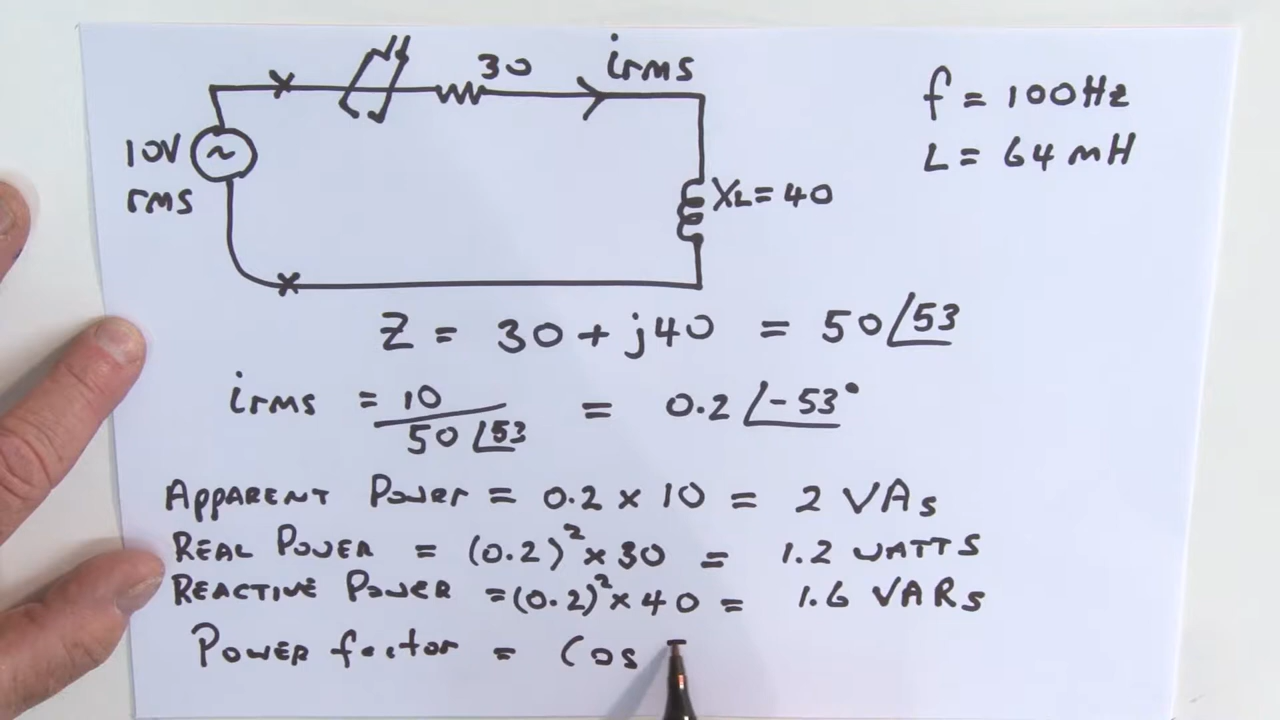 30
irms
f = 100Hz
L = 64 mH
10V
rms
XL = 40
Z = 30 + j40 = 50 ∠53
irms = 10 / 50 ∠53 = 0.2 ∠-53°
APPARENT POWER = 0.2 × 10 = 2 VAs
REAL POWER = (0.2)² × 30 = 1.2 WATTS
REACTIVE POWER = (0.2)² × 40 = 1.6 VARs
POWER factor = Cos